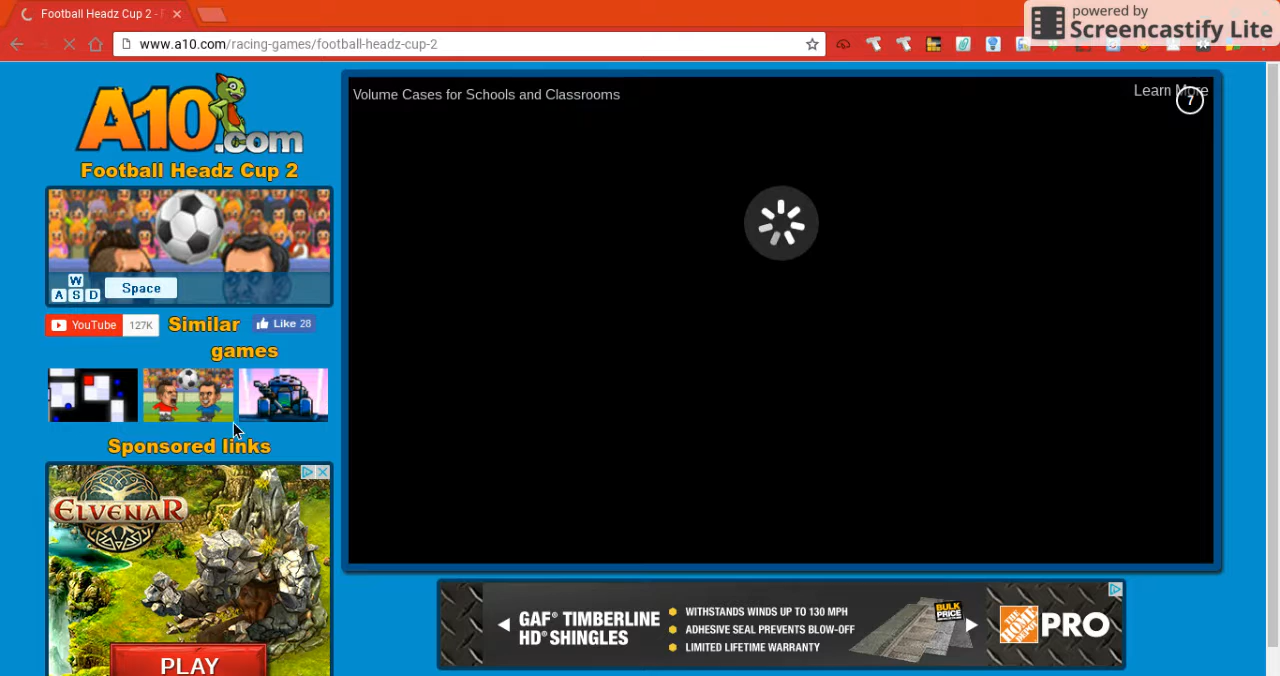 Football Headz Cup 2 - F
powered by
Screencastify Lite
www.a10.com/racing-games/football-headz-cup-2
A10.com
Football Headz Cup 2
W
A S D
Space
YouTube 127K
Like 28
Similar
games
Sponsored links
ELVENAR
PLAY
Volume Cases for Schools and Classrooms
Learn More
7
GAF® TIMBERLINE
HD® SHINGLES
WITHSTANDS WINDS UP TO 130 MPH
ADHESIVE SEAL PREVENTS BLOW-OFF
LIMITED LIFETIME WARRANTY
BULK
PRICE
THE HOME DEPOT
PRO